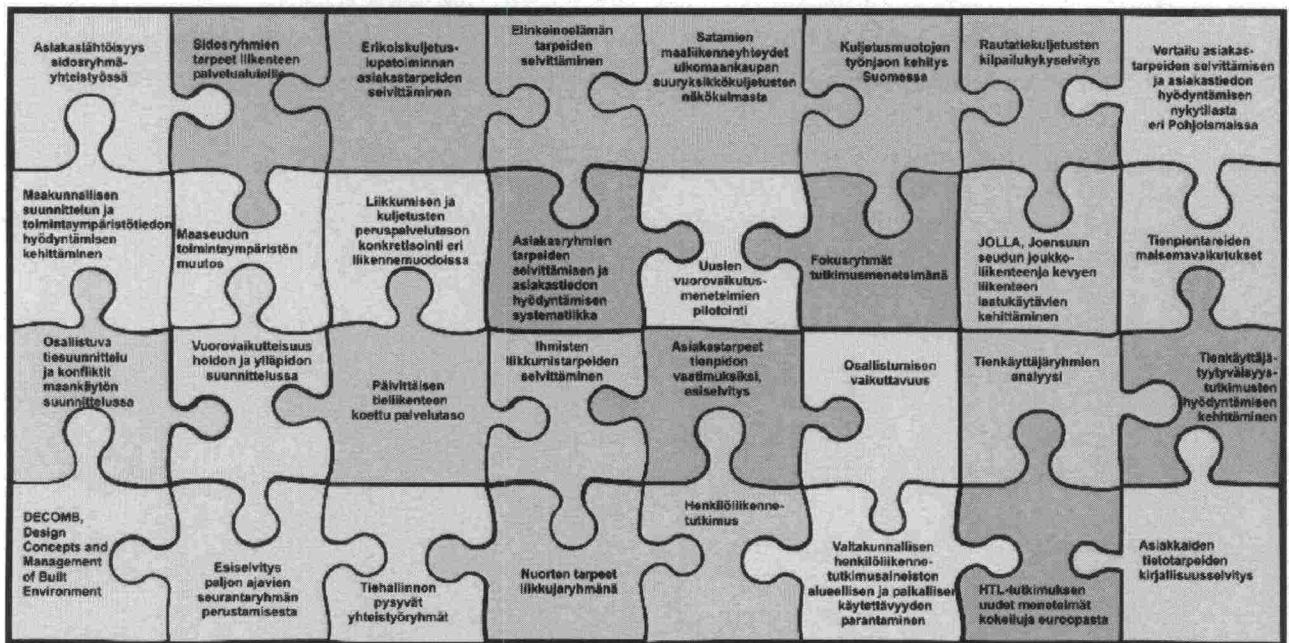 Asiakaslähtöisyys
sidosryhmä-
yhteistyössä
Sidosryhmien
tarpeet liikenteen
palvelualueille
Erikoiskuljetus-
lupatoiminnan
asiakastarpeiden
selvittäminen
Elinkeinoelämän
tarpeiden
selvittäminen
Satamien
maaliikenneyhteydet
ulkomaankaupan
suuryksikkökuljetusten
näkökulmasta
Kuljetusmuotojen
työnjaon kehitys
Suomessa
Rautatiekuljetusten
kilpailukykyselvitys
Vertailu asiakas-
tarpeiden selvittämisen
ja asiakastiedon
hyödyntämisen
nykytilasta
eri Pohjoismaissa
Maakunnallisen
suunnittelun ja
toimintaympäristötiedon
hyödyntämisen
kehittäminen
Maaseudun
toimintaympäristön
muutos
Liikkumisen ja
kuljetusten
peruspalvelutason
konkretisointi eri
liikennemuodoissa
Asiakasryhmien
tarpeiden
selvittämisen ja
asiakastiedon
hyödyntämisen
systematiikka
Uusien
vuorovaikutus-
menetelmien
pilotointi
Fokusryhmät
tutkimusmenetelmänä
JOLLA, Joensuun
seudun joukko-
liikenteenja kevyen
liikenteen
laatukäytävien
kehittäminen
Tienpientareiden
maisemavaikutukset
Osallistuva
tiesuunnittelu
ja konfliktit
maankäytön
suunnittelussa
Vuorovaikutteisuus
hoidon ja ylläpidon
suunnittelussa
Päivittäisen
tieliikenteen
koettu palvelutaso
Ihmisten
liikkumistarpeiden
selvittäminen
Asiakastarpeet
tienpidon
vaatimuksiksi,
esiselvitys
Osallistumisen
vaikuttavuus
Tienkäyttäjäryhmien
analyysi
Tienkäyttäjä-
tyytyväisyys-
tutkimusten
hyödyntämisen
kehittäminen
DECOMB,
Design
Concepts and
Management
of Built
Environment
Esiselvitys
paljon ajavien
seurantaryhmän
perustamisesta
Tiehallinnon
pysyvät
yhteistyöryhmät
Nuorten tarpeet
liikkujaryhmänä
Henkilöliikenne-
tutkimus
Valtakunnallisen
henkilöliikenne-
tutkimusaineiston
alueellisen ja paikallisen
käytettävyyden
parantaminen
HTL-tutkimuksen
uudet menetelmät
kokeiluja euroopasta
Asiakkaiden
tietotarpeiden
kirjallisuusselvitys